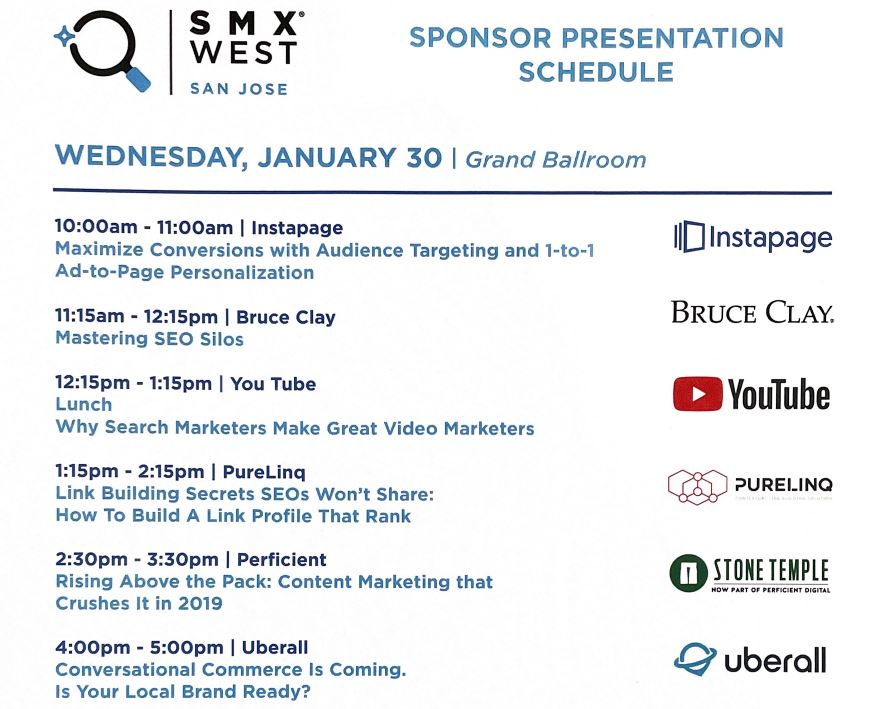 SMX®
WEST
SAN JOSE
SPONSOR PRESENTATION
SCHEDULE
WEDNESDAY, JANUARY 30 | Grand Ballroom
10:00am - 11:00am | Instapage
Maximize Conversions with Audience Targeting and 1-to-1
Ad-to-Page Personalization
Instapage
11:15am - 12:15pm | Bruce Clay
Mastering SEO Silos
BRUCE CLAY.
12:15pm - 1:15pm | You Tube
Lunch
Why Search Marketers Make Great Video Marketers
YouTube
1:15pm - 2:15pm | PureLinq
Link Building Secrets SEOs Won't Share:
How To Build A Link Profile That Rank
PURELINQ
2:30pm - 3:30pm | Perficient
Rising Above the Pack: Content Marketing that
Crushes It in 2019
STONE TEMPLE
NOW PART OF PERFICIENT DIGITAL
4:00pm - 5:00pm | Uberall
Conversational Commerce Is Coming.
Is Your Local Brand Ready?
uberall